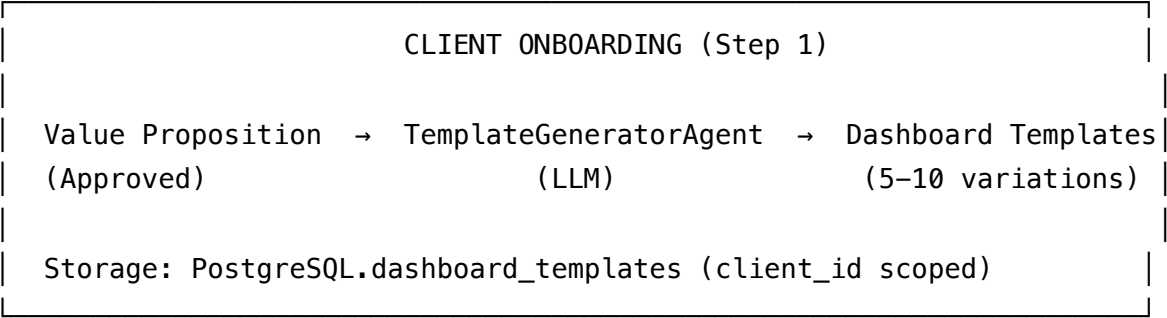 CLIENT ONBOARDING (Step 1)
Value Proposition → TemplateGeneratorAgent → Dashboard Templates
(Approved) (LLM) (5-10 variations)
Storage: PostgreSQL.dashboard_templates (client_id scoped)